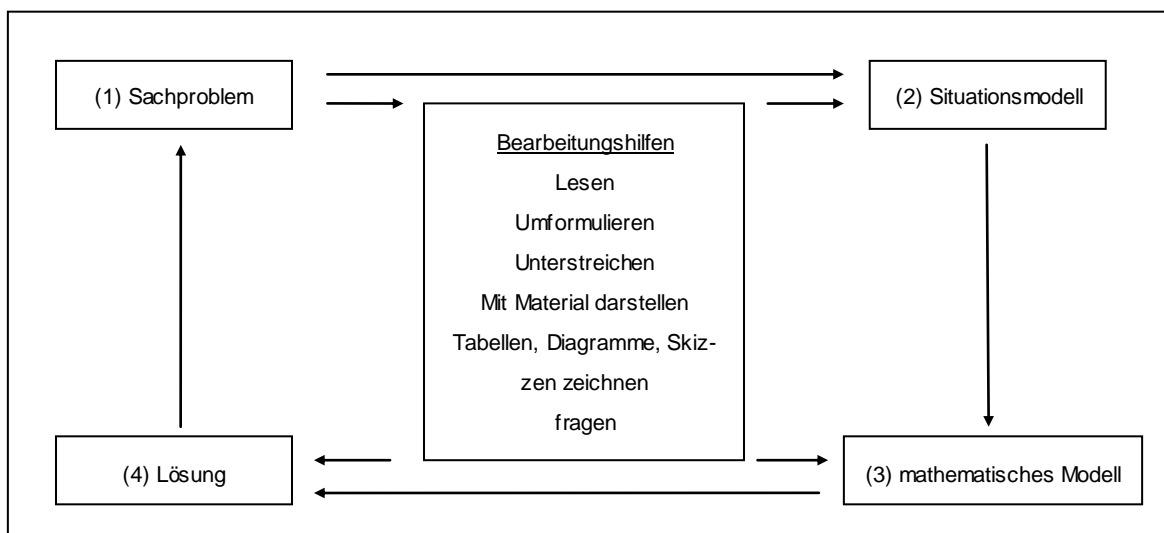 (1) Sachproblem
(2) Situationsmodell
Bearbeitungshilfen
Lesen
Umformulieren
Unterstreichen
Mit Material darstellen
Tabellen, Diagramme, Skiz-
zen zeichnen
fragen
(4) Lösung
(3) mathematisches Modell